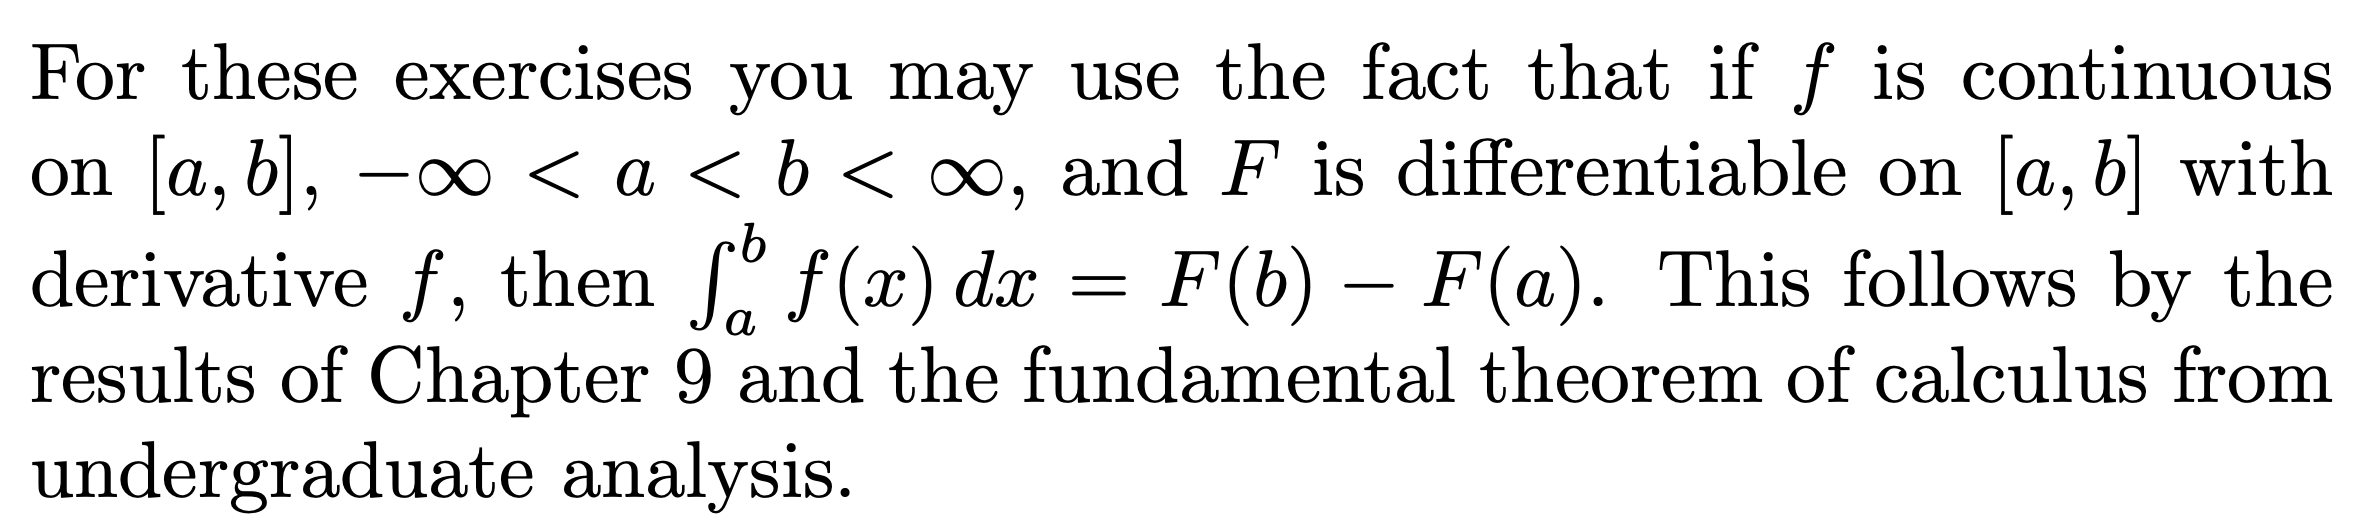 For these exercises you may use the fact that if f is continuous
on [a, b], −∞ < a < b < ∞, and F is differentiable on [a, b] with
derivative f, then ∫_a^b f(x) dx = F(b) − F(a). This follows by the
results of Chapter 9 and the fundamental theorem of calculus from
undergraduate analysis.